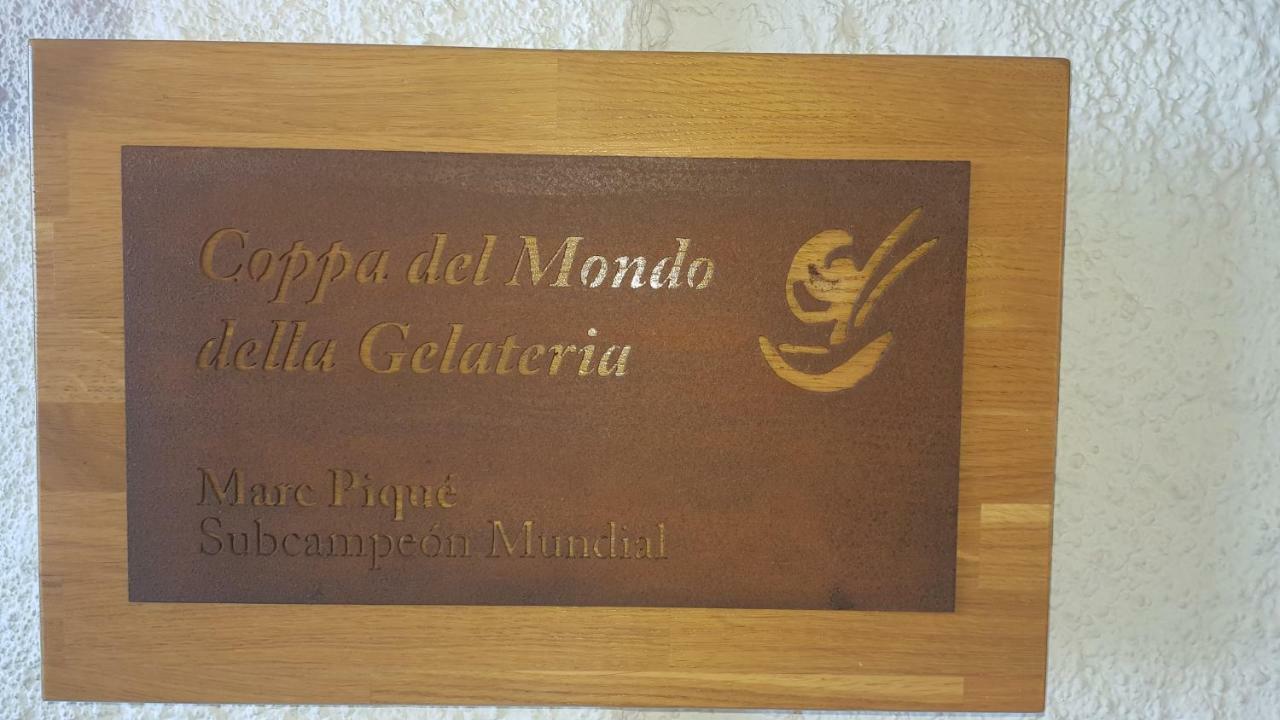 Coppa del Mondo
della Gelateria
Marc Piqué
Subcampeón Mundial